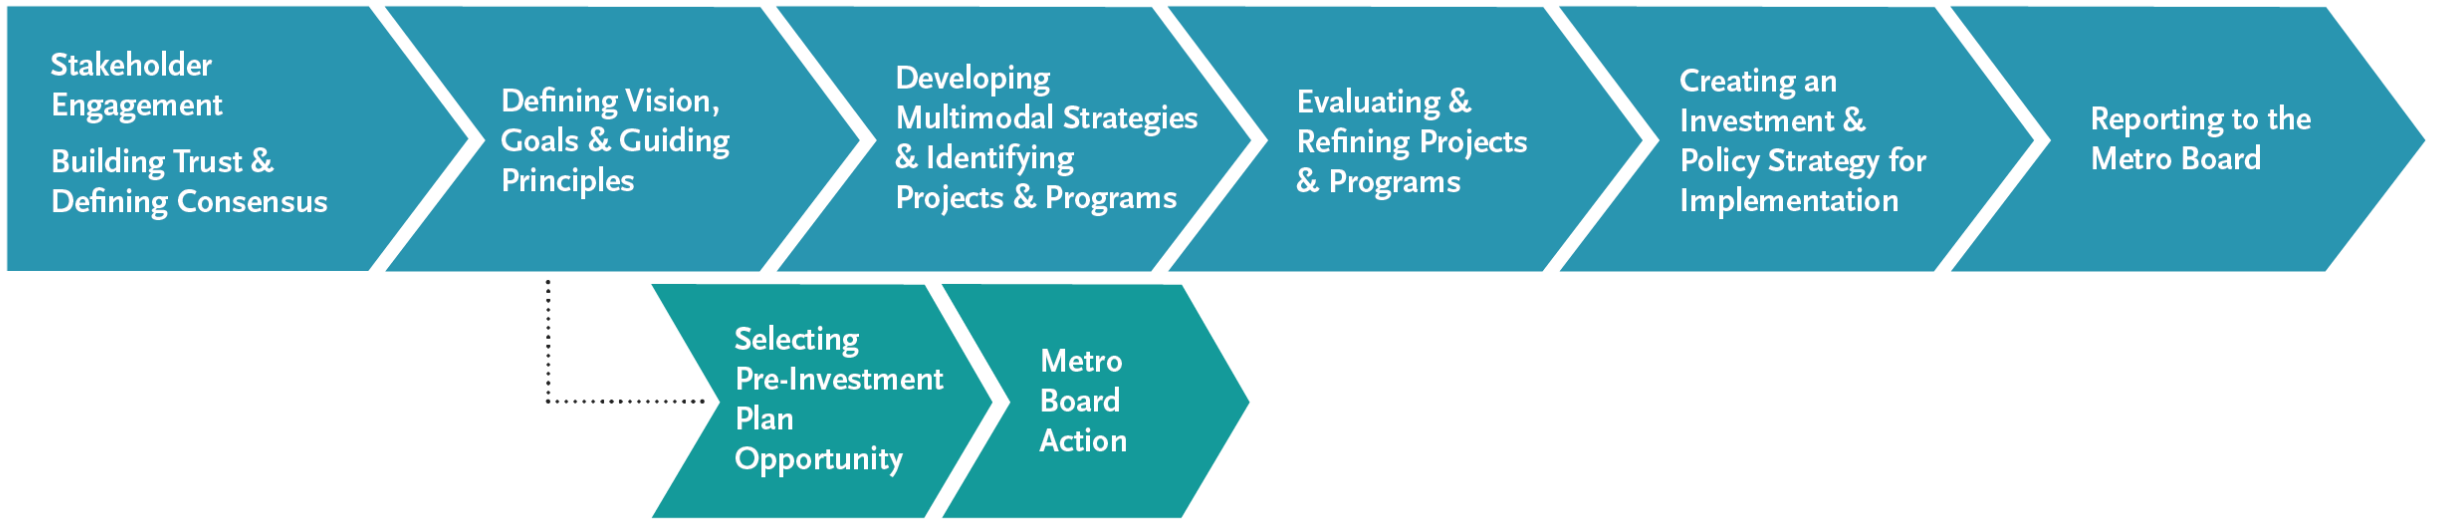 Stakeholder
Engagement
Building Trust &
Defining Consensus
Defining Vision,
Goals & Guiding
Principles
Developing
Multimodal Strategies
& Identifying
Projects & Programs
Evaluating &
Refining Projects
& Programs
Creating an
Investment &
Policy Strategy for
Implementation
Reporting to the
Metro Board
Selecting
Pre-Investment
Plan
Opportunity
Metro
Board
Action